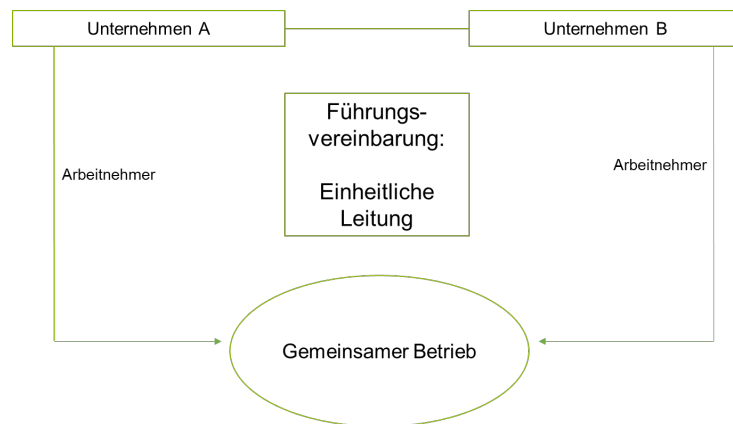 Unternehmen A
Unternehmen B
Führungs-
vereinbarung:
Einheitliche
Leitung
Arbeitnehmer
Arbeitnehmer
Gemeinsamer Betrieb